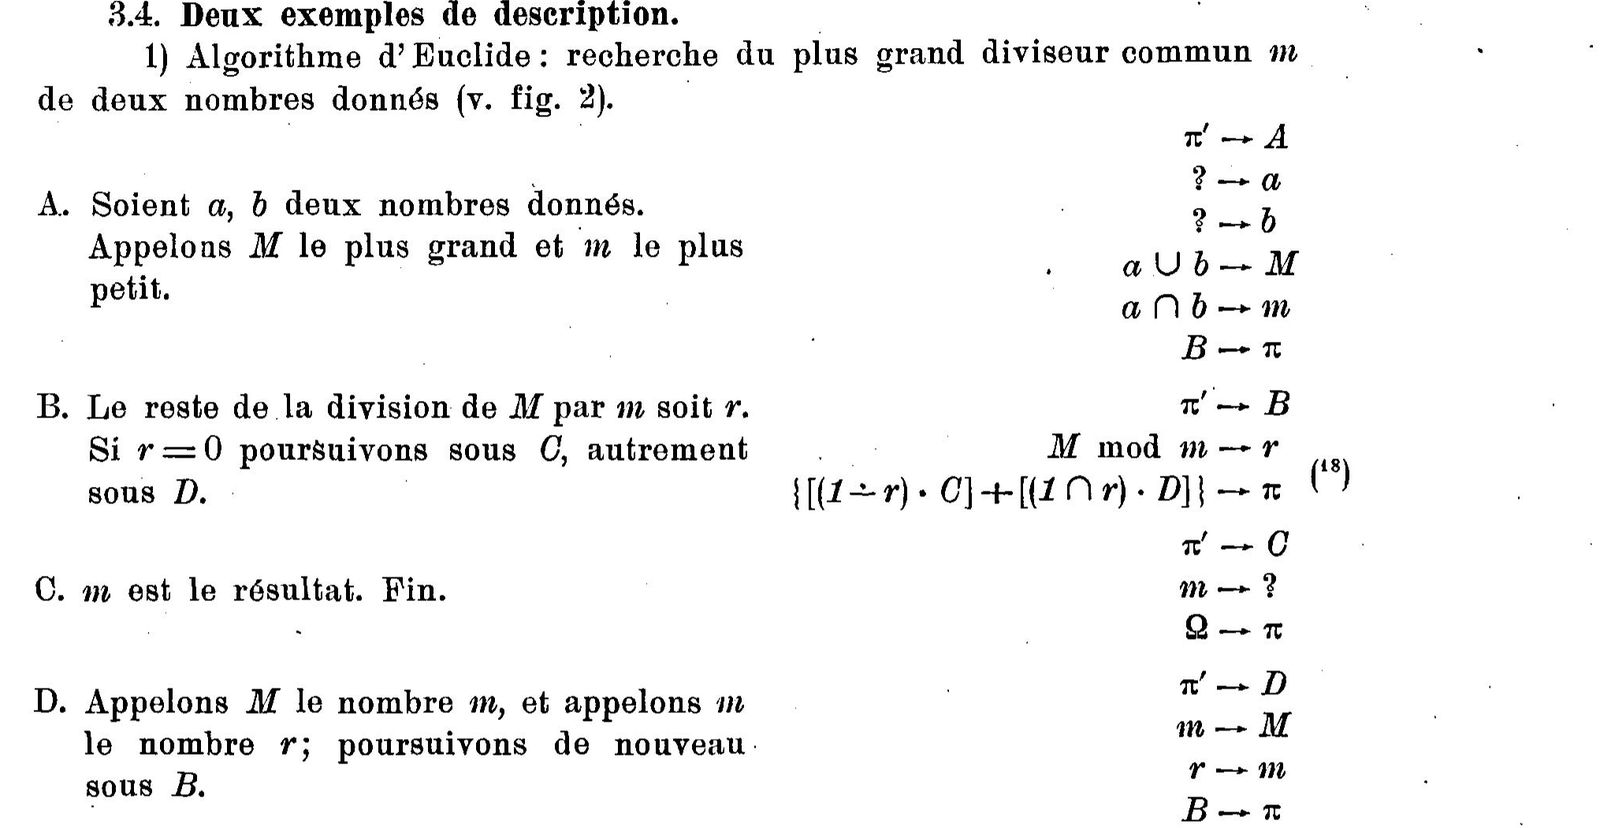 3.4. Deux exemples de description.
1) Algorithme d'Euclide : recherche du plus grand diviseur commun m
de deux nombres donnés (v. fig. 2).
π′ → A
? → a
A. Soient a, b deux nombres donnés.
? → b
Appelons M le plus grand et m le plus
a ∪ b → M
petit.
a ∩ b → m
B → π
B. Le reste de la division de M par m soit r.
π′ → B
Si r = 0 poursuivons sous C, autrement
M mod m → r
sous D.
{[(1 ∸ r) · C] + [(1 ∩ r) · D]} → π (18)
π′ → C
C. m est le résultat. Fin.
m → ?
Ω → π
π′ → D
D. Appelons M le nombre m, et appelons m
m → M
le nombre r; poursuivons de nouveau
r → m
sous B.
B → π